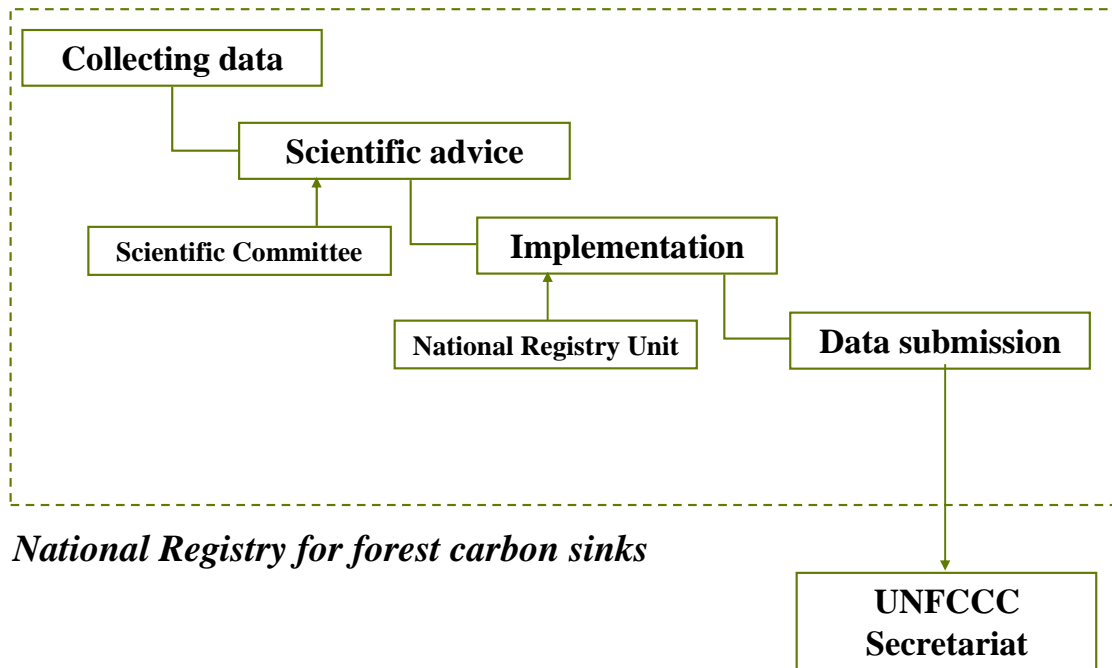 Collecting data
Scientific advice
Scientific Committee
Implementation
National Registry Unit
Data submission
National Registry for forest carbon sinks
UNFCCC
Secretariat